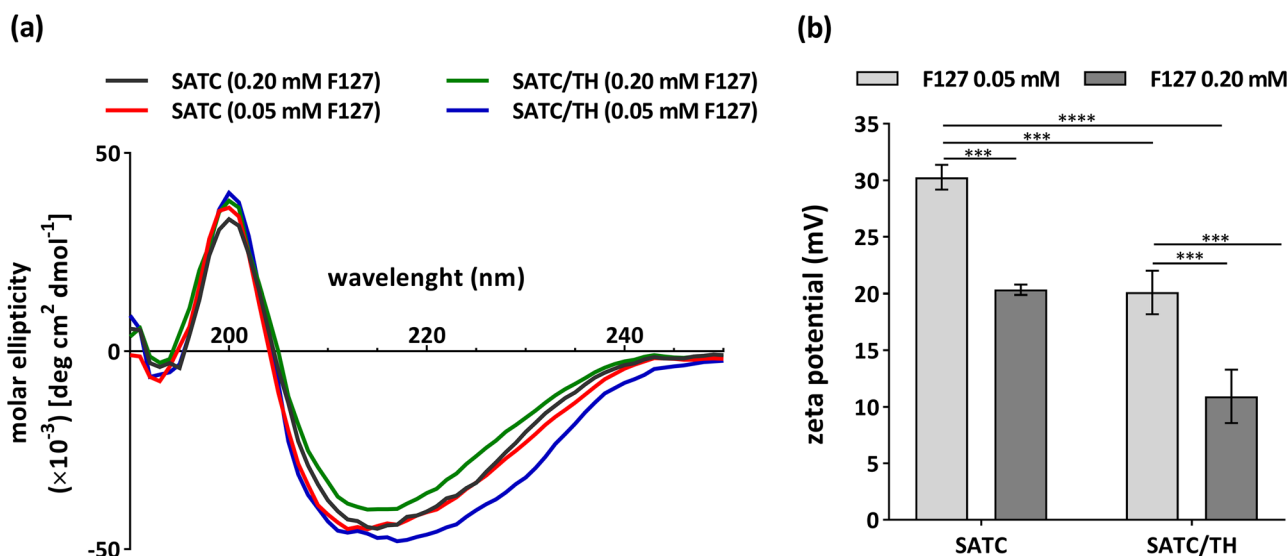 (a)
SATC (0.20 mM F127)
SATC/TH (0.20 mM F127)
SATC (0.05 mM F127)
SATC/TH (0.05 mM F127)
50
0
-50
molar ellipticity
(×10⁻³) [deg cm² dmol⁻¹]
wavelenght (nm)
200
220
240
(b)
F127 0.05 mM
F127 0.20 mM
35
30
25
20
15
10
5
0
zeta potential (mV)
****
***
***
***
***
SATC
SATC/TH